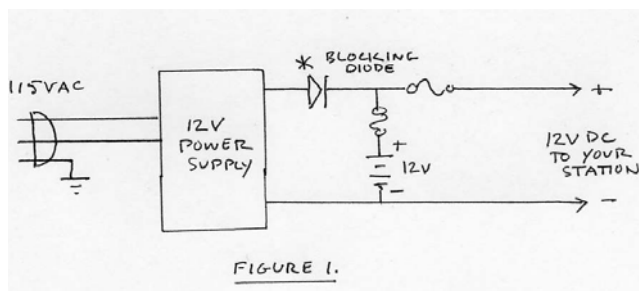 * BLOCKING
DIODE
115VAC
+
12V
POWER
SUPPLY
+
12V
-
12V DC
TO YOUR
STATION
-
FIGURE 1.